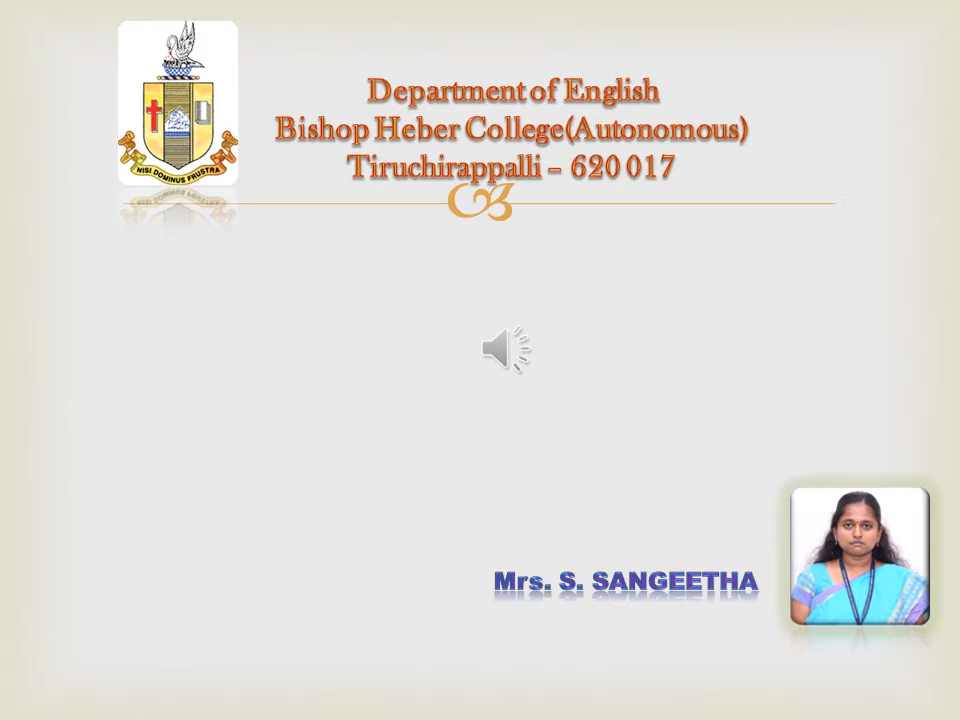 Department of English
Bishop Heber College(Autonomous)
Tiruchirappalli – 620 017
NISI DOMINUS FRUSTRA
Mrs. S. SANGEETHA